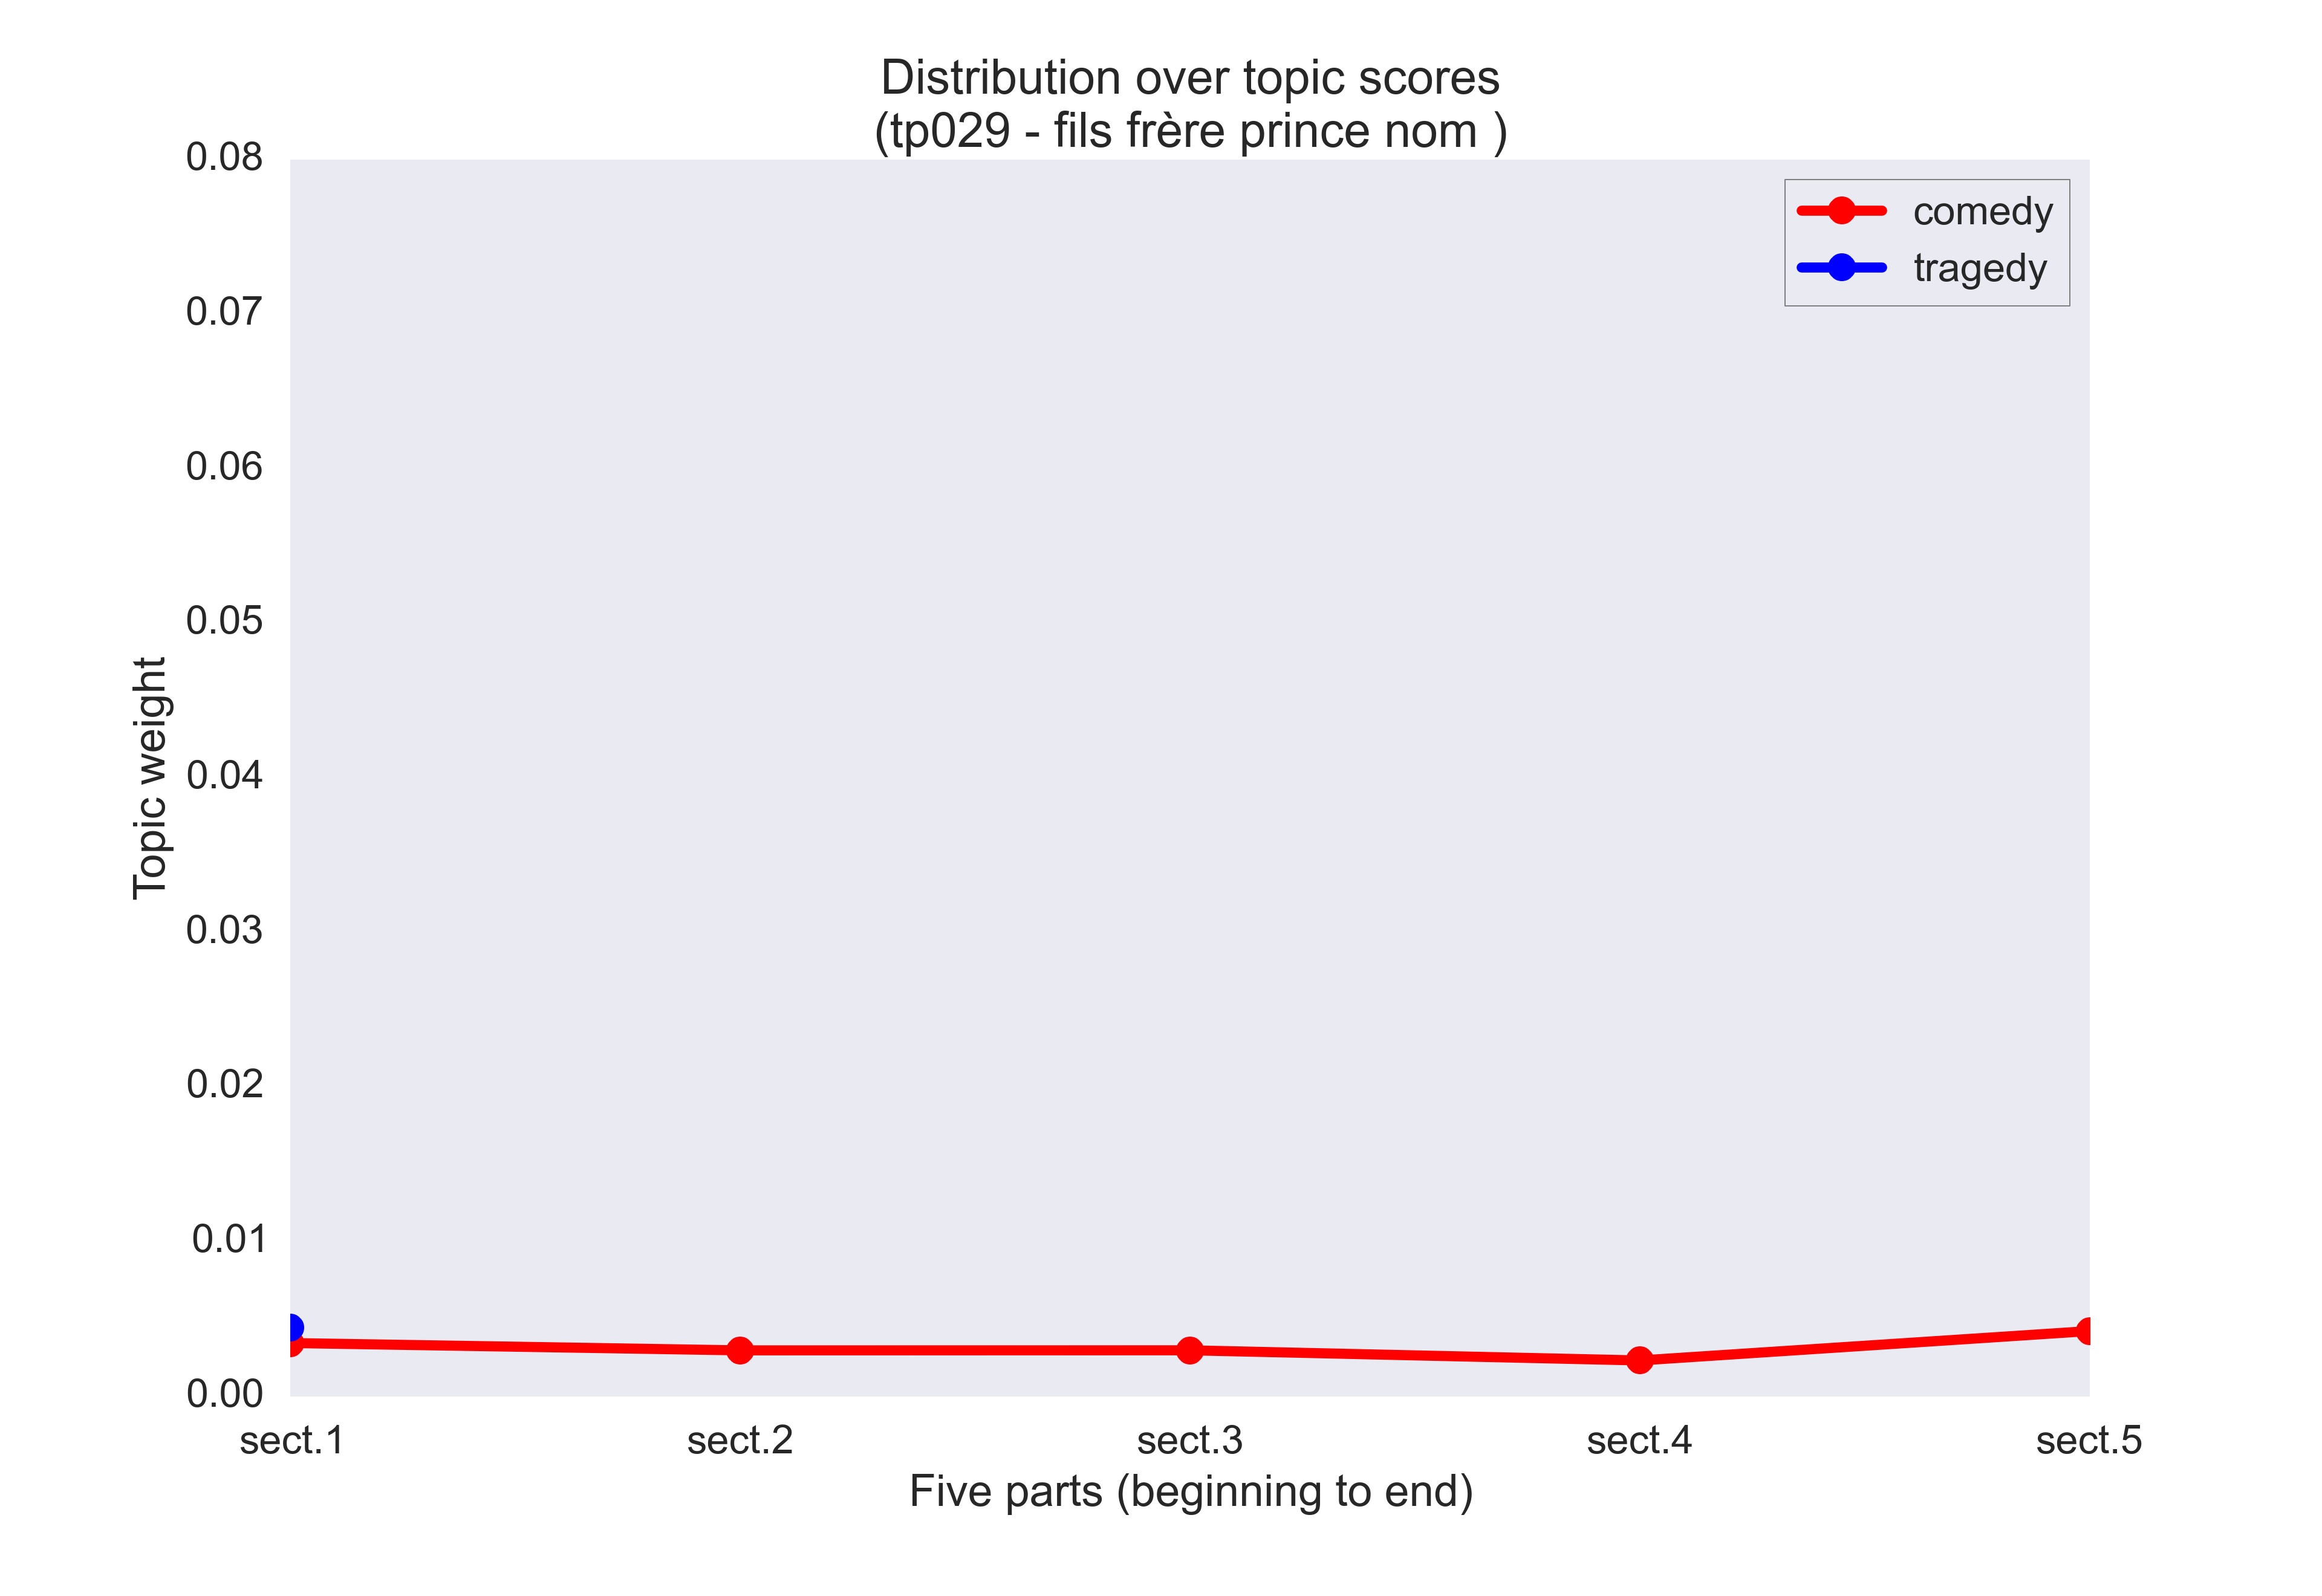 Distribution over topic scores
(tp029 - fils frère prince nom )
comedy
tragedy
0.08
0.07
0.06
0.05
0.04
0.03
0.02
0.01
0.00
Topic weight
sect.1
sect.2
sect.3
sect.4
sect.5
Five parts (beginning to end)